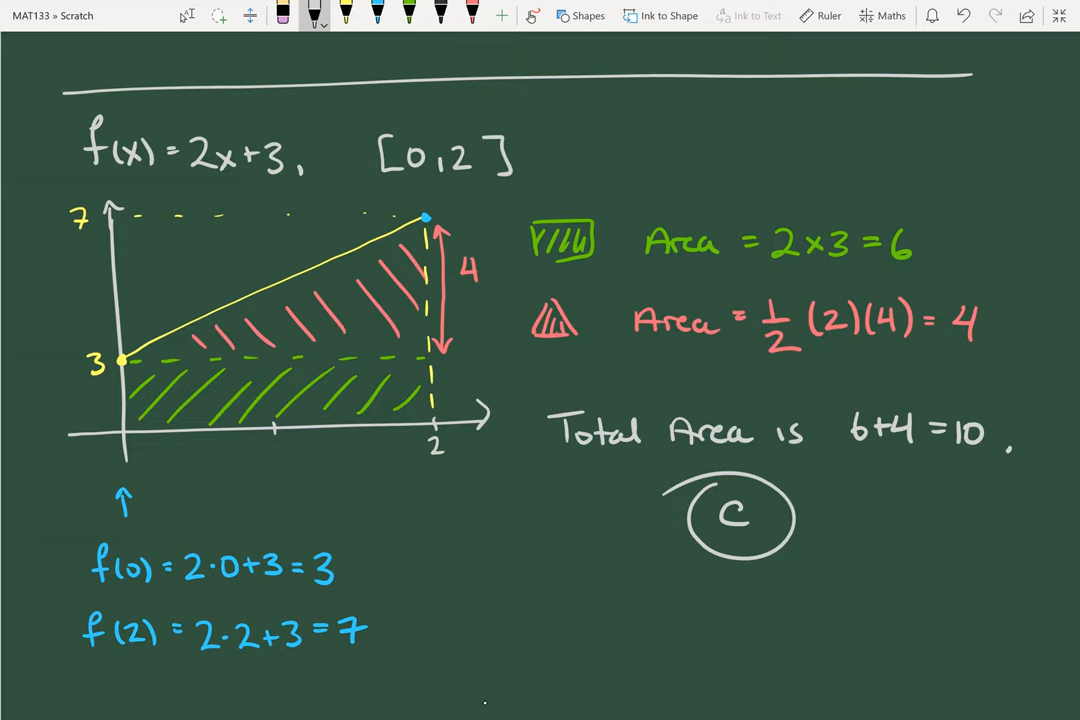 MAT133 » Scratch
Shapes
Ink to Shape
Ink to Text
Ruler
Maths
f(x) = 2x+3, [0,2]
7
4
3
2
Area = 2×3 = 6
Area = 1/2 (2)(4) = 4
Total Area is 6+4 = 10.
C
f(0) = 2·0+3 = 3
f(2) = 2·2+3 = 7